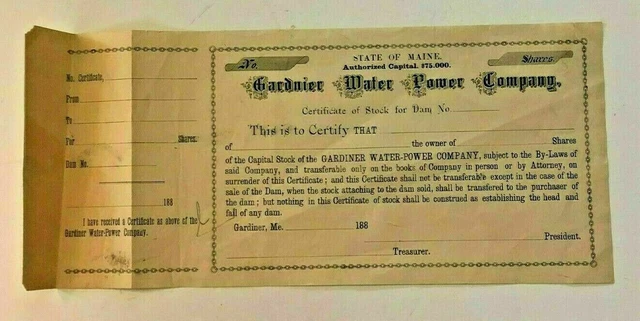 No. Certificate,
From
To
For Shares.
Dam No.
188
I have received a Certificate as above of the
Gardiner Water-Power Company.
No.
STATE OF MAINE.
Shares
Authorized Capital, $75,000.
Gardnier Water Power Company.
Certificate of Stock for Dam No.
This is to Certify THAT
of the owner of Shares
of the Capital Stock of the GARDINER WATER-POWER COMPANY, subject to the By-Laws of
said Company, and transferable only on the books of Company in person or by Attorney, on
surrender of this Certificate; and this Certificate shall not be transferable except in the case of the
sale of the Dam, when the stock attaching to the dam sold, shall be transferred to the purchaser of
the dam; but nothing in this Certificate of stock shall be construed as establishing the head and
fall of any dam.
Gardiner, Me. 188
President.
Treasurer.